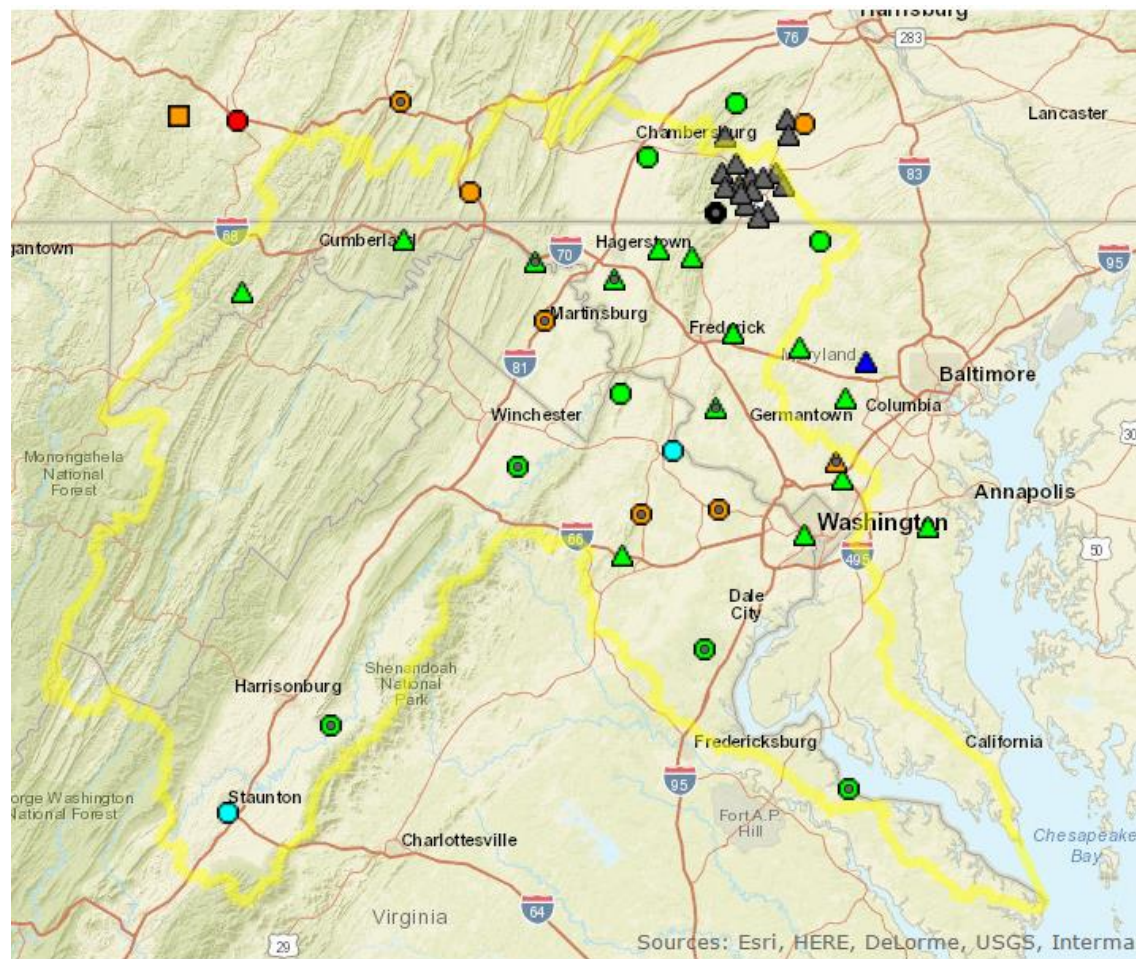 76
283
Lancaster
Chambersburg
83
68
Cumberland
Hagerstown
70
gantown
95
Martinsburg
Frederick
Maryland
81
Baltimore
Winchester
Germantown
Columbia
30
Monongahela
National
Forest
Annapolis
Washington
66
495
50
Dale
City
Shenandoah
National
Park
Harrisonburg
Fredericksburg
California
95
orge Washington
National Forest
Staunton
Fort A.P.
Hill
Chesapeake
Bay
Charlottesville
64
Virginia
29
Sources: Esri, HERE, DeLorme, USGS, Interma